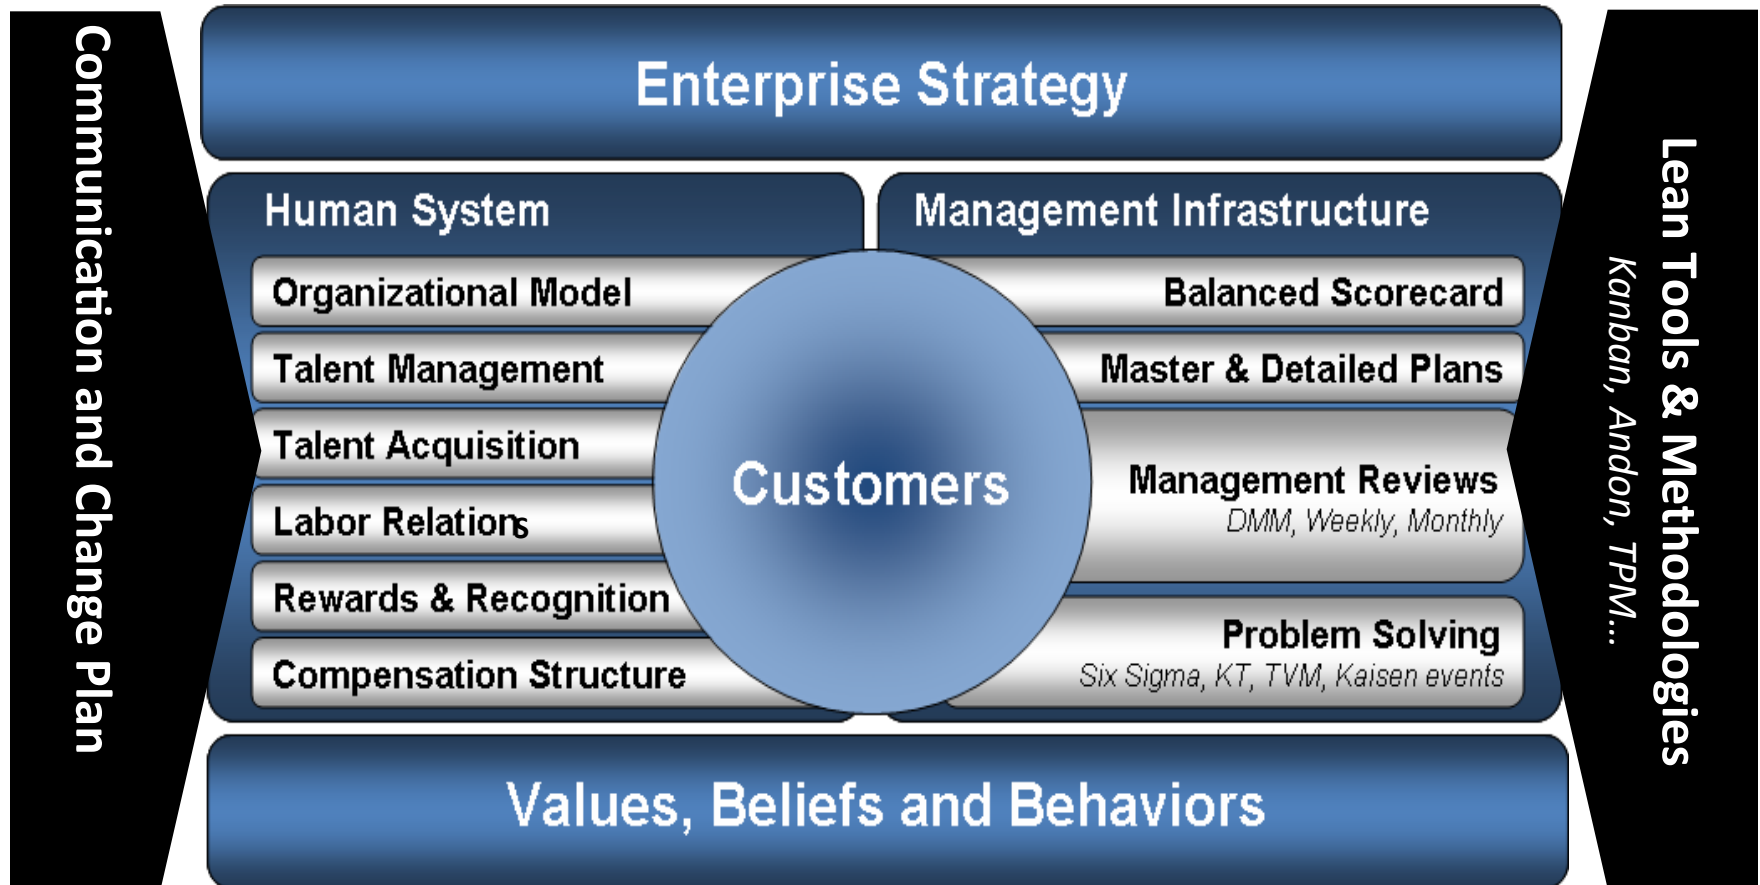 Communication and Change Plan
Enterprise Strategy
Human System
Organizational Model
Talent Management
Talent Acquisition
Labor Relations
Rewards & Recognition
Compensation Structure
Customers
Management Infrastructure
Balanced Scorecard
Master & Detailed Plans
Management Reviews
DMM, Weekly, Monthly
Problem Solving
Six Sigma, KT, TVM, Kaisen events
Values, Beliefs and Behaviors
Lean Tools & Methodologies
Kanban, Andon, TPM...